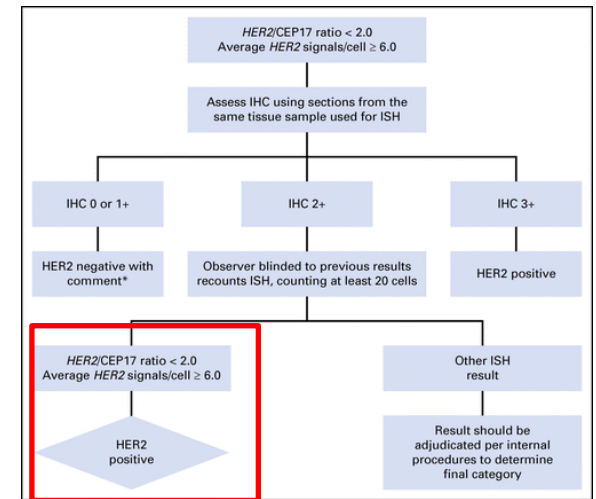 HER2/CEP17 ratio < 2.0
Average HER2 signals/cell ≥ 6.0
Assess IHC using sections from the
same tissue sample used for ISH
IHC 0 or 1+
IHC 2+
IHC 3+
HER2 negative with
comment*
Observer blinded to previous results
recounts ISH, counting at least 20 cells
HER2 positive
HER2/CEP17 ratio < 2.0
Average HER2 signals/cell ≥ 6.0
Other ISH
result
HER2
positive
Result should be
adjudicated per internal
procedures to determine
final category